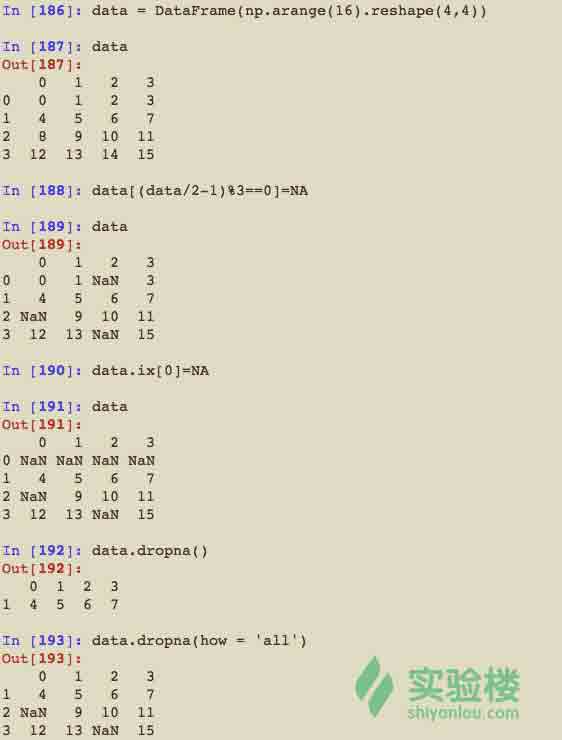 In [186]: data = DataFrame(np.arange(16).reshape(4,4))
In [187]: data
Out[187]:
0 1 2 3
0 0 1 2 3
1 4 5 6 7
2 8 9 10 11
3 12 13 14 15
In [188]: data[(data/2-1)%3==0]=NA
In [189]: data
Out[189]:
0 1 2 3
0 0 1 NaN 3
1 4 5 6 7
2 NaN 9 10 11
3 12 13 NaN 15
In [190]: data.ix[0]=NA
In [191]: data
Out[191]:
0 1 2 3
0 NaN NaN NaN NaN
1 4 5 6 7
2 NaN 9 10 11
3 12 13 NaN 15
In [192]: data.dropna()
Out[192]:
0 1 2 3
1 4 5 6 7
In [193]: data.dropna(how = 'all')
Out[193]:
0 1 2 3
1 4 5 6 7
2 NaN 9 10 11
3 12 13 NaN 15
实验楼
shiyanlou.com